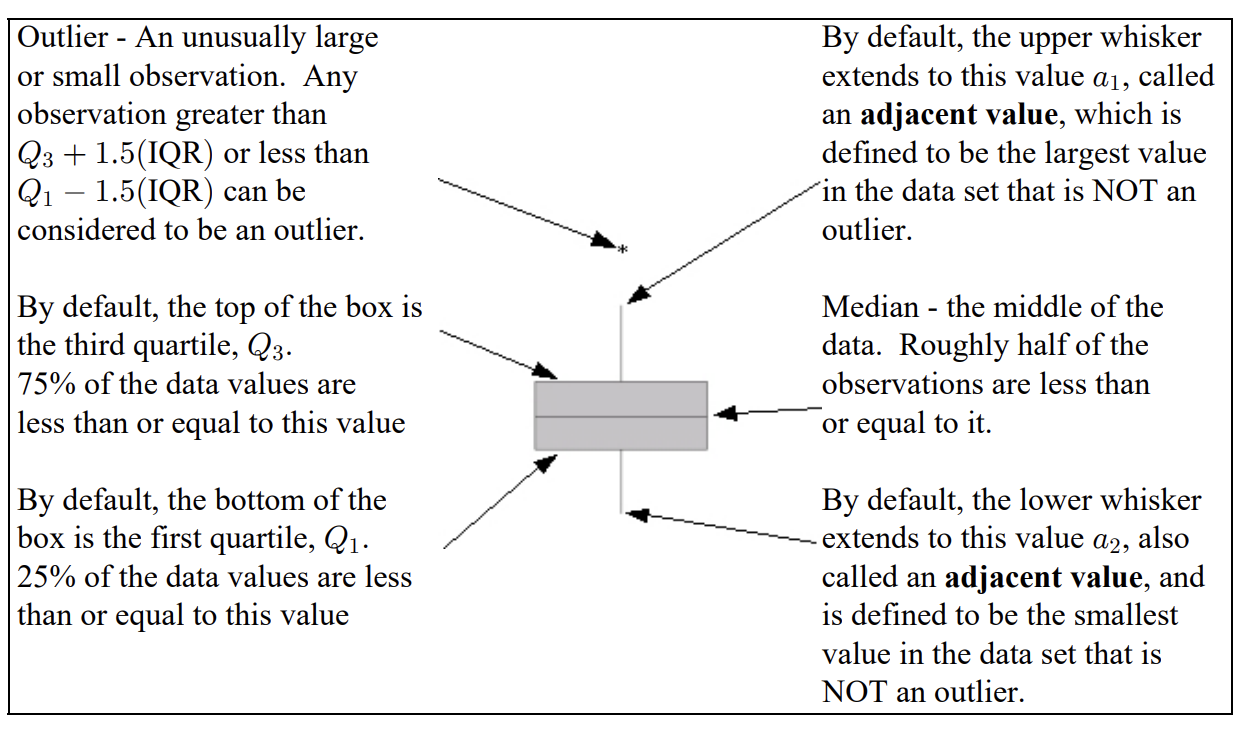 Outlier - An unusually large
or small observation.  Any
observation greater than
Q₃ + 1.5(IQR) or less than
Q₁ − 1.5(IQR) can be
considered to be an outlier.
By default, the top of the box is
the third quartile, Q₃.
75% of the data values are
less than or equal to this value
By default, the bottom of the
box is the first quartile, Q₁.
25% of the data values are less
than or equal to this value
*
By default, the upper whisker
extends to this value a₁, called
an adjacent value, which is
defined to be the largest value
in the data set that is NOT an
outlier.
Median - the middle of the
data.  Roughly half of the
observations are less than
or equal to it.
By default, the lower whisker
extends to this value a₂, also
called an adjacent value, and
is defined to be the smallest
value in the data set that is
NOT an outlier.